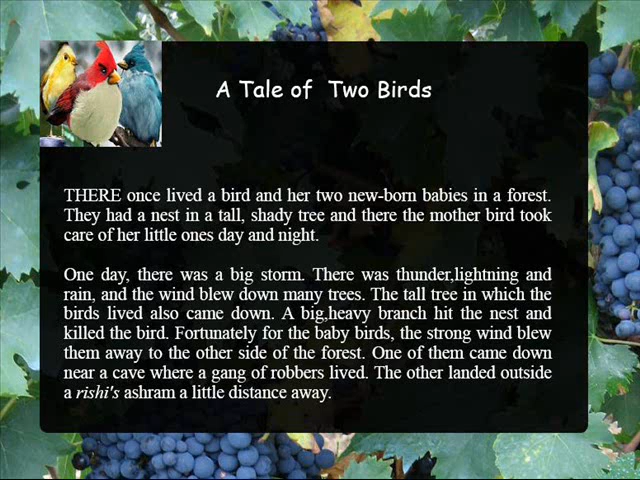 A Tale of Two Birds
THERE once lived a bird and her two new-born babies in a forest.
They had a nest in a tall, shady tree and there the mother bird took
care of her little ones day and night.
One day, there was a big storm. There was thunder,lightning and
rain, and the wind blew down many trees. The tall tree in which the
birds lived also came down. A big,heavy branch hit the nest and
killed the bird. Fortunately for the baby birds, the strong wind blew
them away to the other side of the forest. One of them came down
near a cave where a gang of robbers lived. The other landed outside
a rishi's ashram a little distance away.